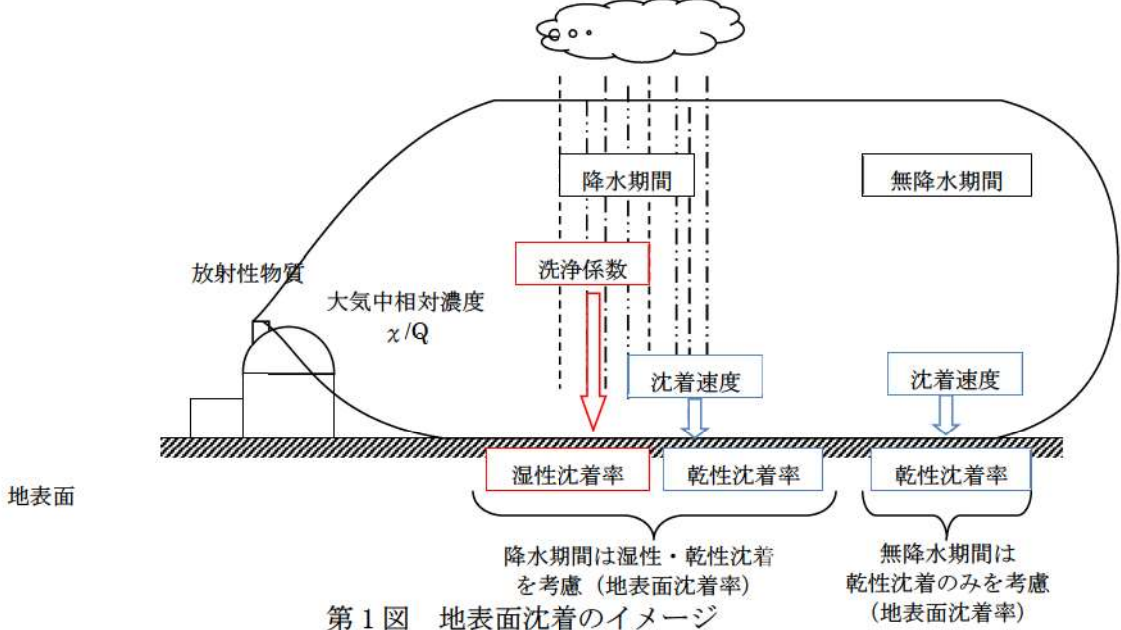 降水期間
無降水期間
洗浄係数
放射性物質
大気中相対濃度
χ/Q
沈着速度
沈着速度
湿性沈着率
乾性沈着率
乾性沈着率
地表面
降水期間は湿性・乾性沈着
を考慮(地表面沈着率)
無降水期間は
乾性沈着のみを考慮
(地表面沈着率)
第1図 地表面沈着のイメージ